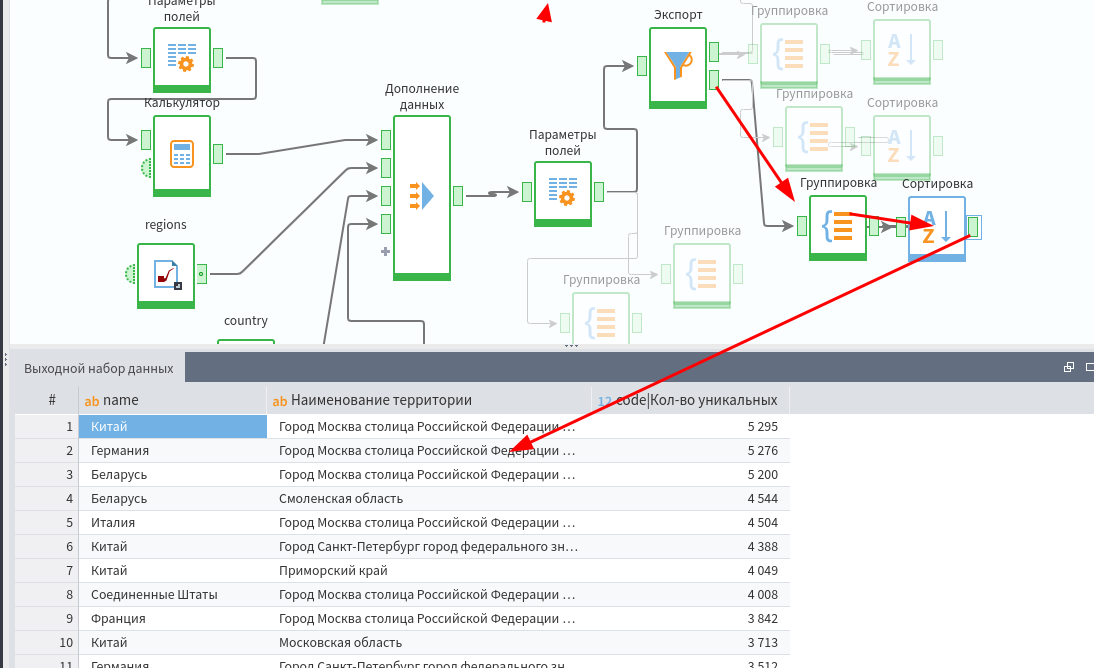 Параметры
полей
Калькулятор
regions
country
Дополнение
данных
Параметры
полей
Экспорт
Группировка
Сортировка
Группировка
Сортировка
Группировка
Сортировка
Группировка
Группировка
A
Z
A
Z
A
Z
Выходной набор данных
# ab name ab Наименование территории 12 code|Кол-во уникальных
1 Китай Город Москва столица Российской Федерации … 5 295
2 Германия Город Москва столица Российской Федерации … 5 276
3 Беларусь Город Москва столица Российской Федерации … 5 200
4 Беларусь Смоленская область 4 544
5 Италия Город Москва столица Российской Федерации … 4 504
6 Китай Город Санкт-Петербург город федерального зн… 4 388
7 Китай Приморский край 4 049
8 Соединенные Штаты Город Москва столица Российской Федерации … 4 008
9 Франция Город Москва столица Российской Федерации … 3 842
10 Китай Московская область 3 713
11 Германия Город Санкт-Петербург город федерального зн… 3 512